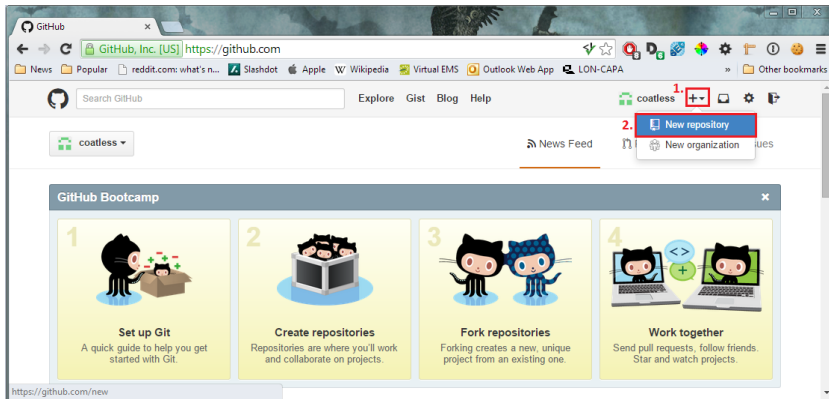 GitHub
GitHub, Inc. [US] https://github.com
News Popular reddit.com: what's n... Slashdot Apple W Wikipedia Virtual EMS Outlook Web App LON-CAPA » Other bookmarks
1.
Search GitHub Explore Gist Blog Help coatless
2. New repository
coatless News Feed ues
New organization
GitHub Bootcamp
1 2 3 4
Set up Git
A quick guide to help you get
started with Git.
Create repositories
Repositories are where you'll work
and collaborate on projects.
Fork repositories
Forking creates a new, unique
project from an existing one.
Work together
Send pull requests, follow friends.
Star and watch projects.
https://github.com/new